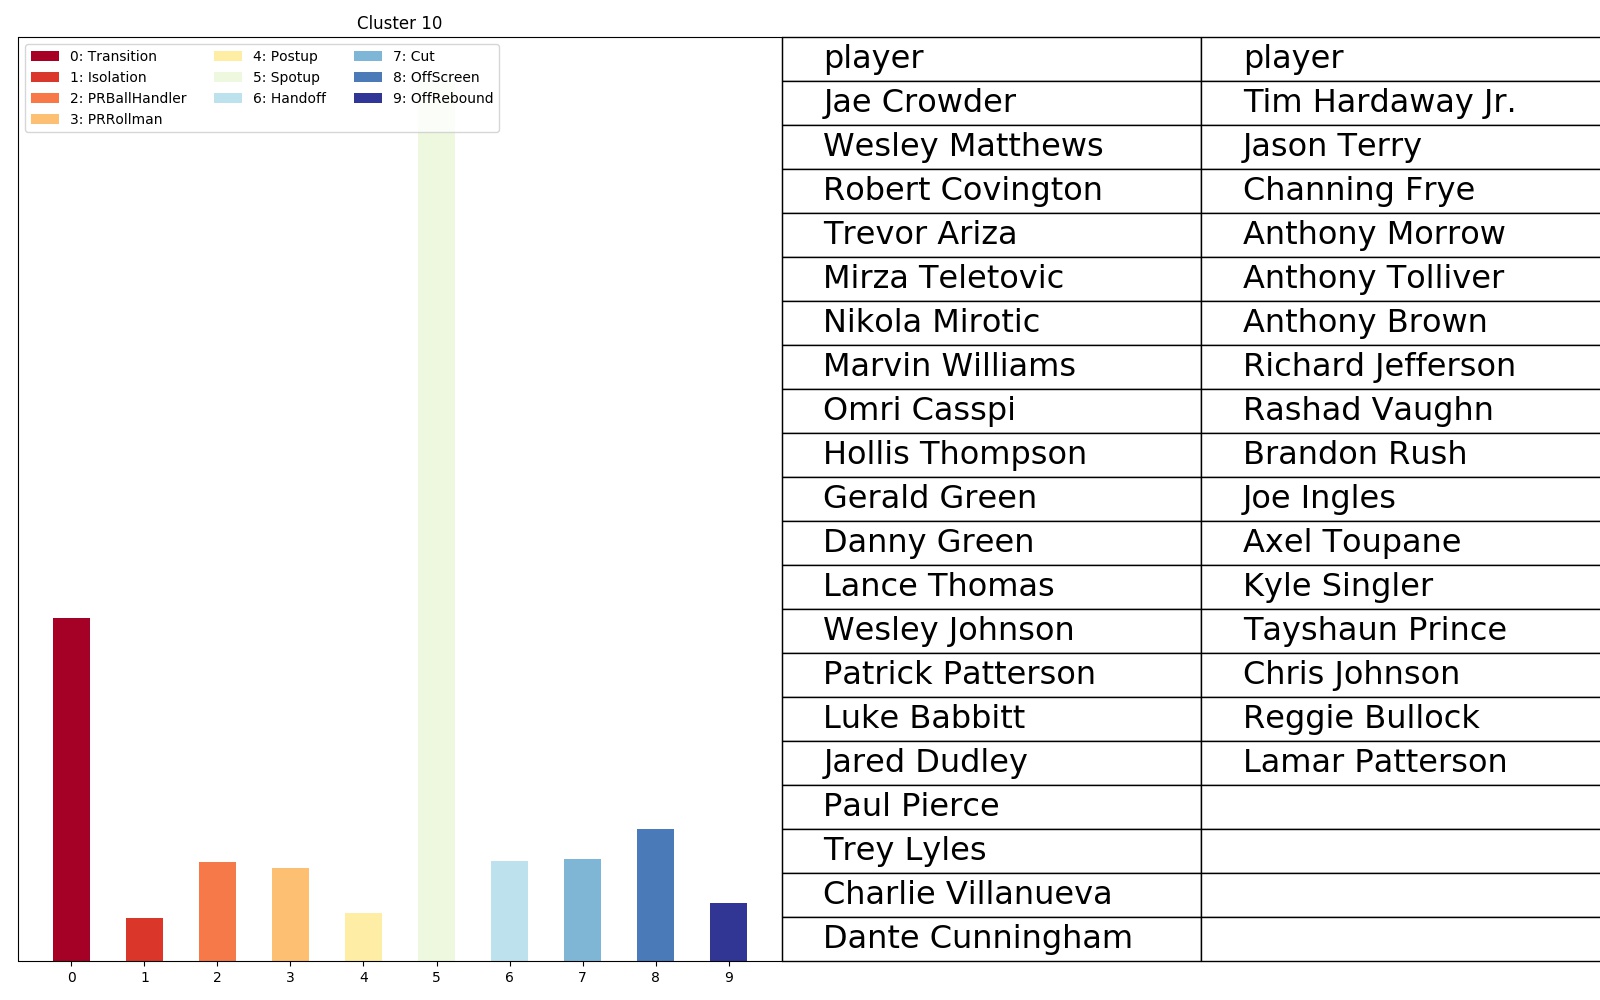 Cluster 10
0: Transition
1: Isolation
2: PRBallHandler
3: PRRollman
4: Postup
5: Spotup
6: Handoff
7: Cut
8: OffScreen
9: OffRebound
0 1 2 3 4 5 6 7 8 9
player player
Jae Crowder Tim Hardaway Jr.
Wesley Matthews Jason Terry
Robert Covington Channing Frye
Trevor Ariza Anthony Morrow
Mirza Teletovic Anthony Tolliver
Nikola Mirotic Anthony Brown
Marvin Williams Richard Jefferson
Omri Casspi Rashad Vaughn
Hollis Thompson Brandon Rush
Gerald Green Joe Ingles
Danny Green Axel Toupane
Lance Thomas Kyle Singler
Wesley Johnson Tayshaun Prince
Patrick Patterson Chris Johnson
Luke Babbitt Reggie Bullock
Jared Dudley Lamar Patterson
Paul Pierce
Trey Lyles
Charlie Villanueva
Dante Cunningham